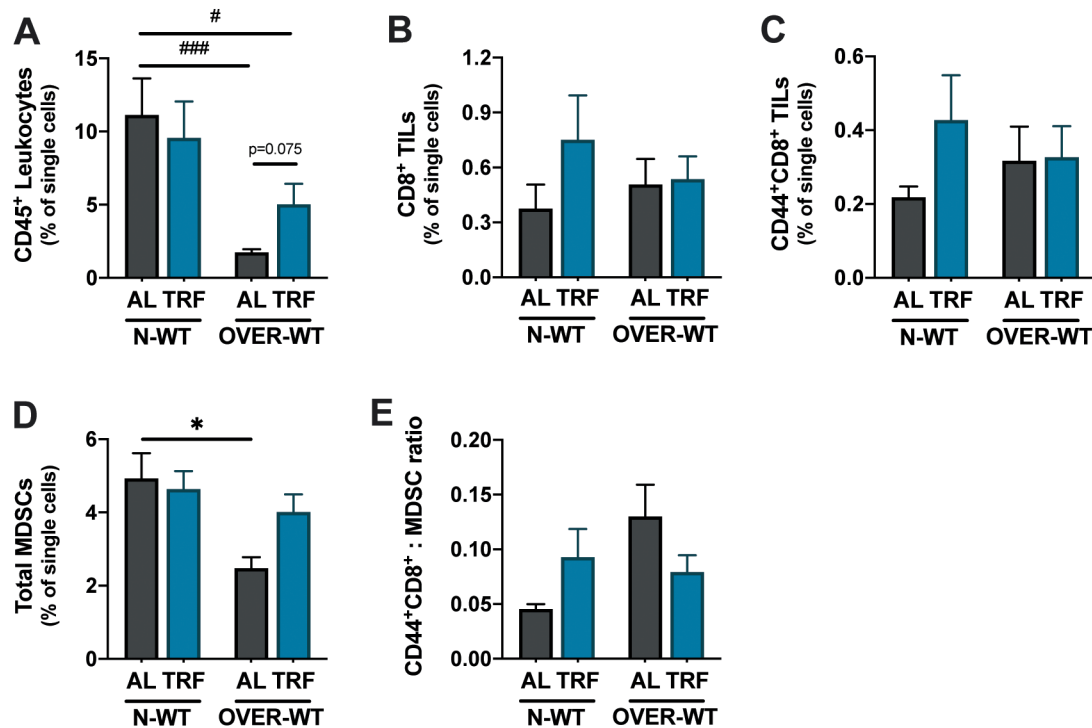 A
#
###
p=0.075
CD45⁺ Leukocytes
(% of single cells)
15
10
5
0
AL TRF AL TRF
N-WT OVER-WT
B
CD8⁺ TILs
(% of single cells)
1.2
0.9
0.6
0.3
0.0
AL TRF AL TRF
N-WT OVER-WT
C
CD44⁺CD8⁺ TILs
(% of single cells)
0.6
0.4
0.2
0.0
AL TRF AL TRF
N-WT OVER-WT
D
*
Total MDSCs
(% of single cells)
6
4
2
0
AL TRF AL TRF
N-WT OVER-WT
E
CD44⁺CD8⁺ : MDSC ratio
0.20
0.15
0.10
0.05
0.00
AL TRF AL TRF
N-WT OVER-WT